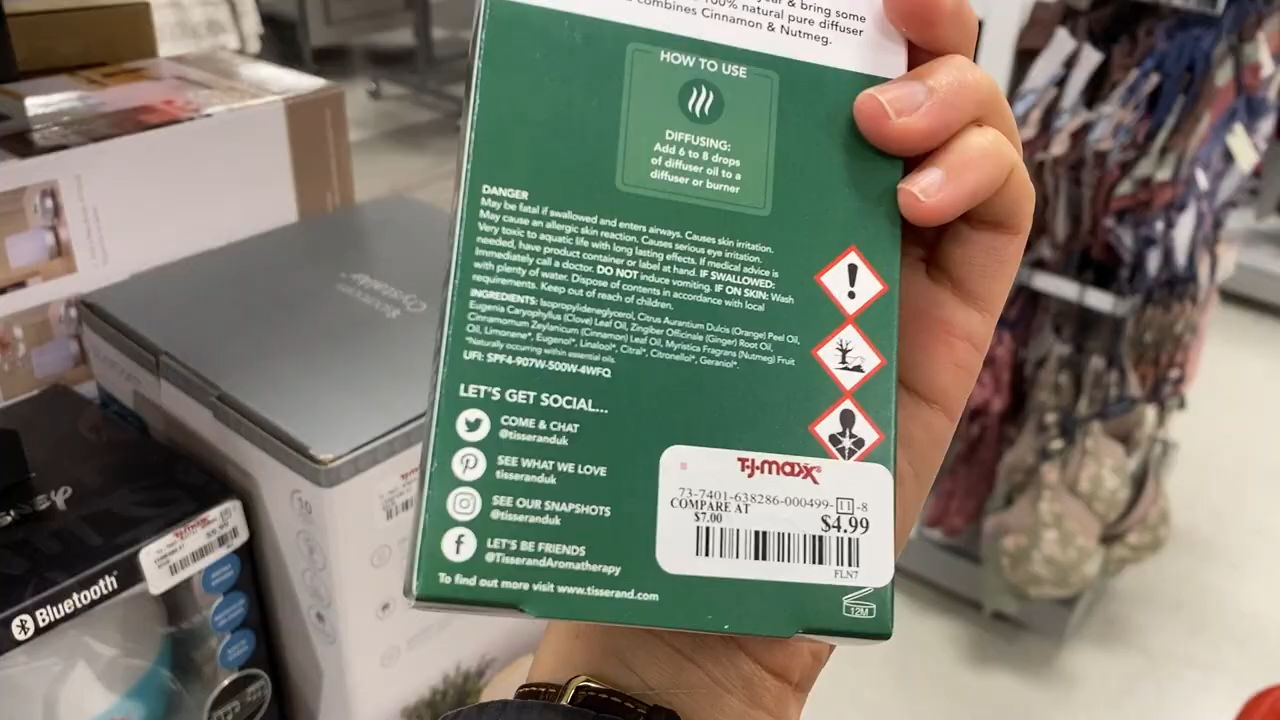 & bring some
100% natural pure diffuser
combines Cinnamon & Nutmeg.
HOW TO USE
DIFFUSING:
Add 6 to 8 drops
of diffuser oil to a
diffuser or burner
DANGER
May be fatal if swallowed and enters airways. Causes skin irritation.
May cause an allergic skin reaction. Causes serious eye irritation.
Very toxic to aquatic life with long lasting effects. If medical advice is
needed, have product container or label at hand. IF SWALLOWED:
Immediately call a doctor. DO NOT induce vomiting. IF ON SKIN: Wash
with plenty of water. Dispose of contents in accordance with local
requirements. Keep out of reach of children.
INGREDIENTS: Isopropylideneglycerol, Citrus Aurantium Dulcis (Orange) Peel Oil,
Eugenia Caryophyllus (Clove) Leaf Oil, Zingiber Officinale (Ginger) Root Oil,
Cinnamomum Zeylanicum (Cinnamon) Leaf Oil, Myristica Fragrans (Nutmeg) Fruit
Oil, Limonene*, Eugenol*, Linalool*, Citral*, Citronellol*, Geraniol*.
*Naturally occurring within essential oils.
UFI: SPF4-907W-500W-4WFQ
LET'S GET SOCIAL...
COME & CHAT
@tisseranduk
SEE WHAT WE LOVE
tisseranduk
SEE OUR SNAPSHOTS
@tisseranduk
LET'S BE FRIENDS
@TisserandAromatherapy
To find out more visit www.tisserand.com
T·J·maxx®
73-7401-638286-000499-11-8
COMPARE AT
$7.00
$4.99
FLN7
12M
Bluetooth